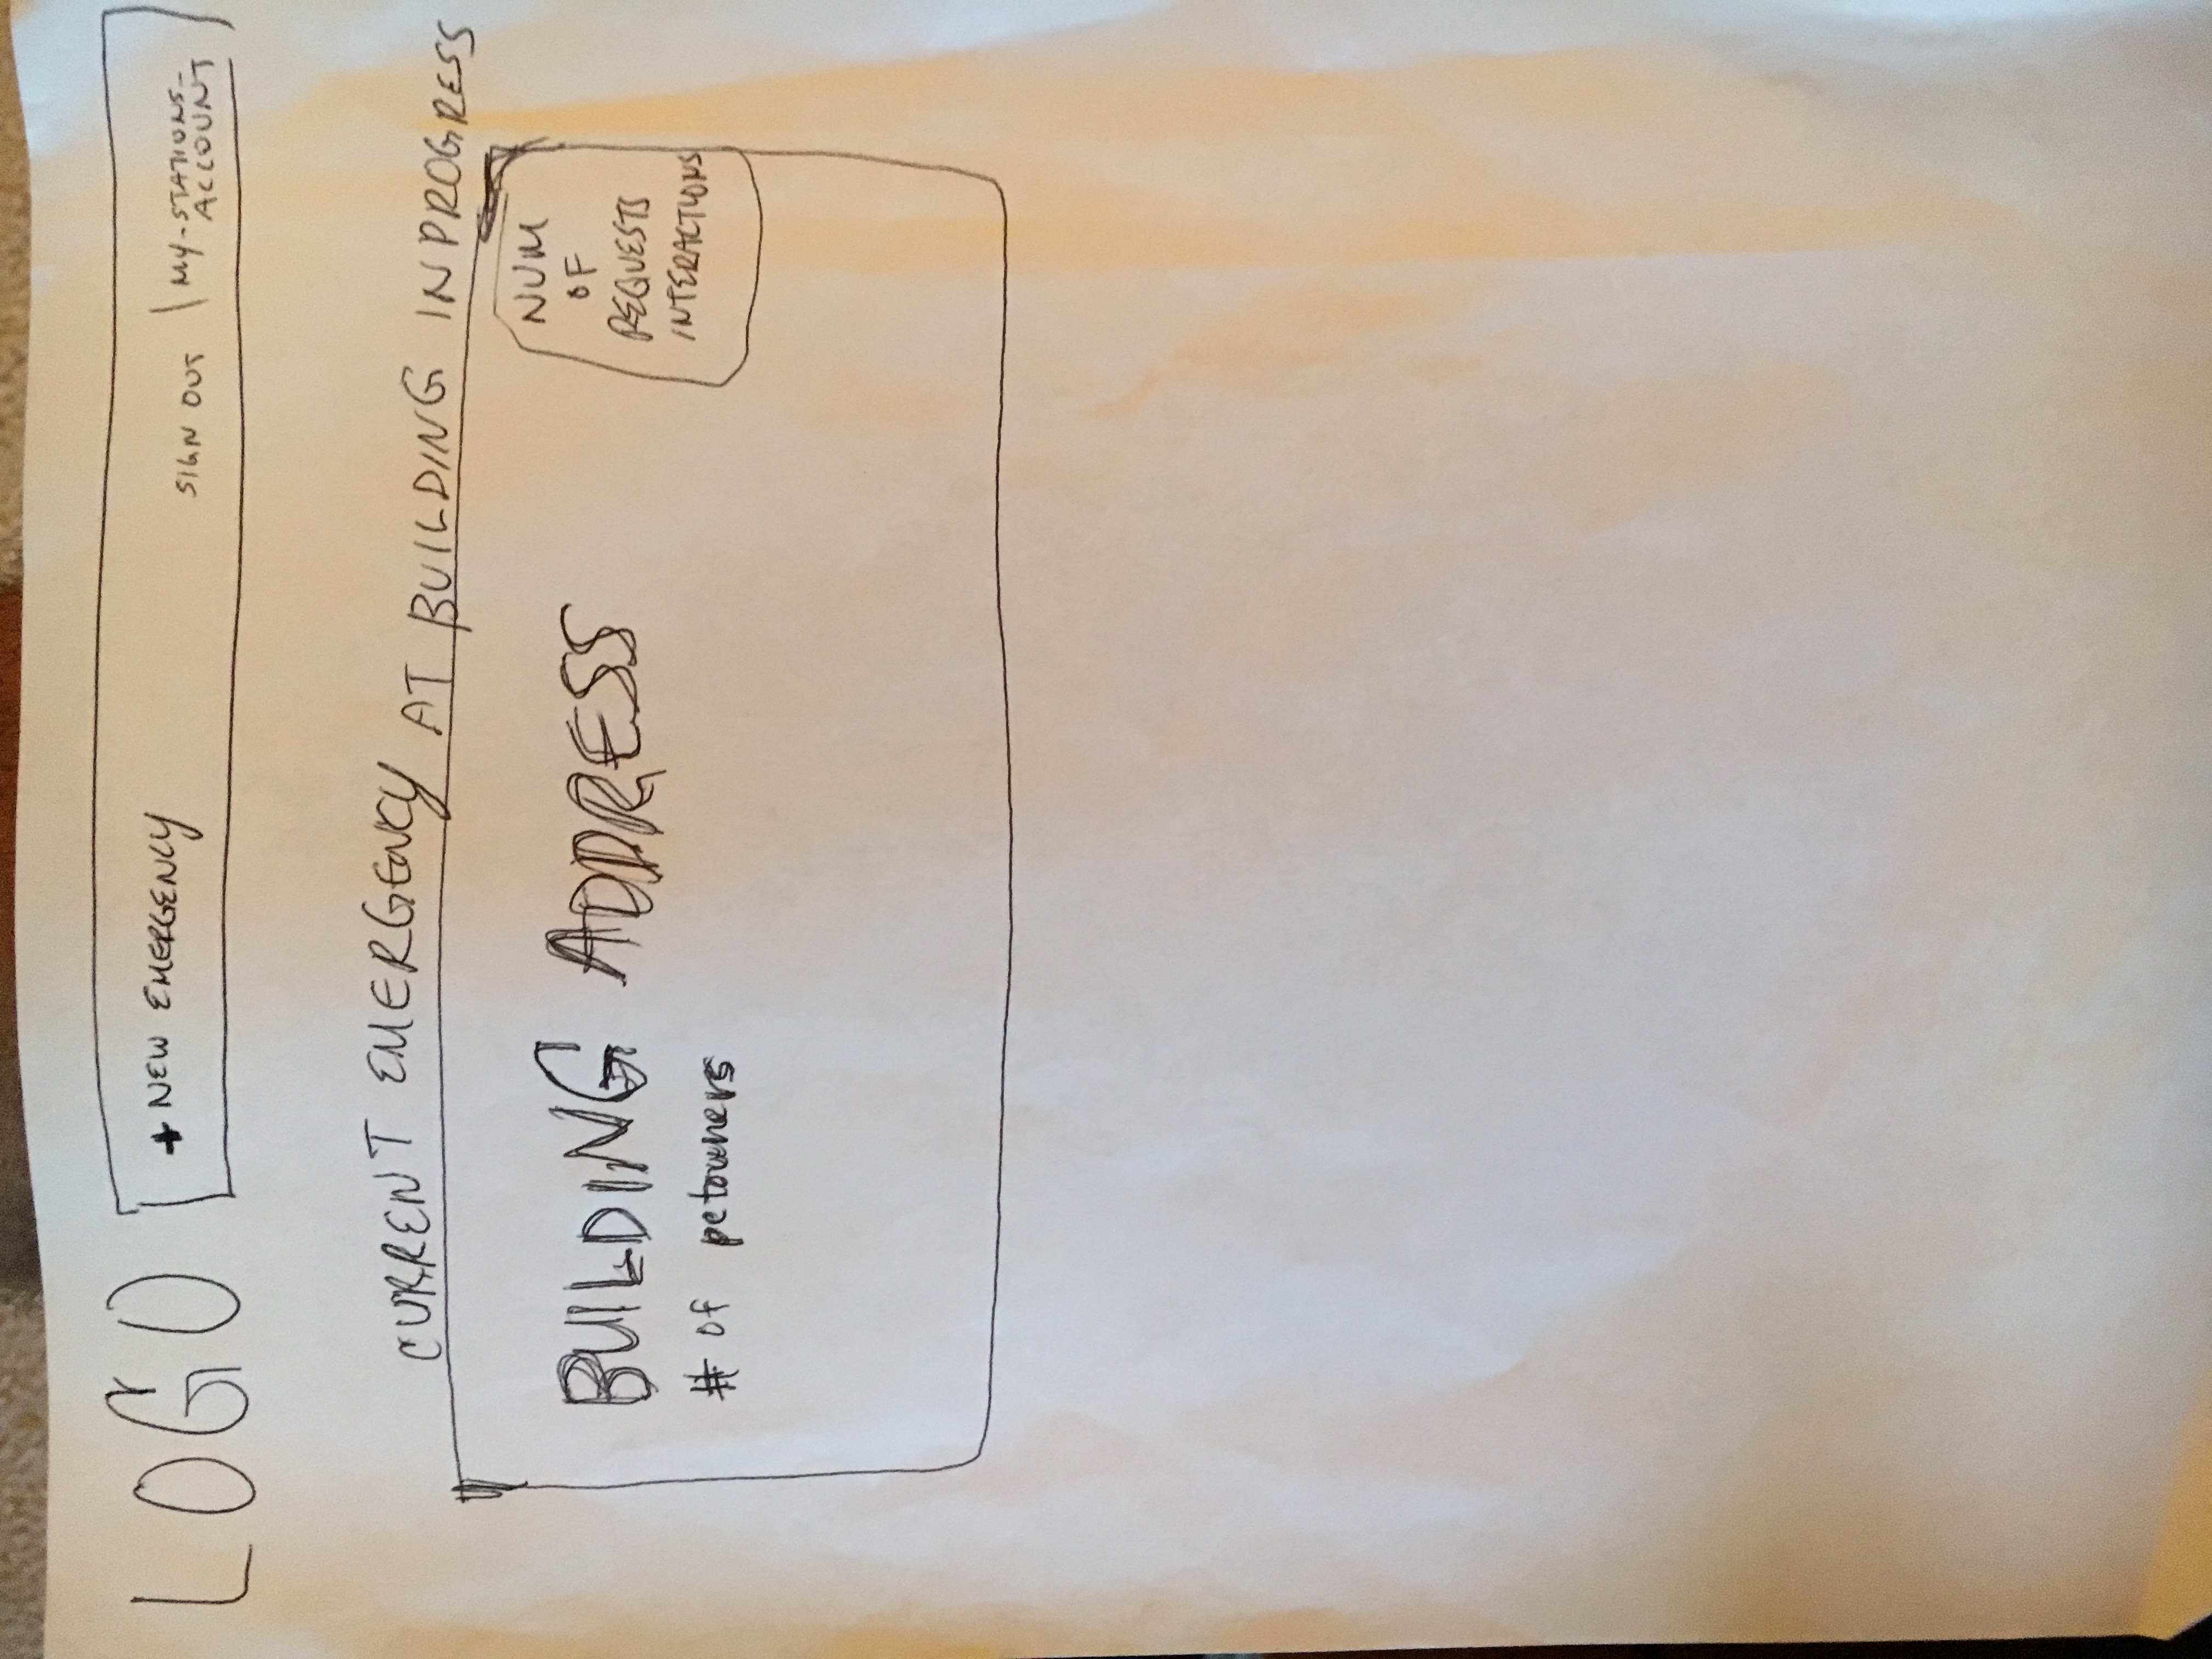 LOGO
+ NEW EMERGENCY
SIGN OUT | MY-STATIONS-
ACCOUNT
CURRENT EMERGENCY AT BUILDING IN PROGRESS
NUM
OF
REQUESTS
INTERACTIONS
BUILDING ADDRESS
# of petowners